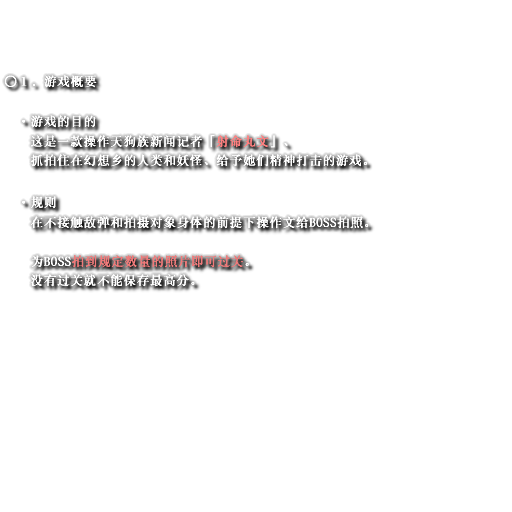 ○１、游戏概要
・游戏的目的
这是一款操作天狗族新闻记者「射命丸文」、
抓拍住在幻想乡的人类和妖怪、给予她们精神打击的游戏。
・规则
在不接触敌弹和拍摄对象身体的前提下操作文给BOSS拍照。
为BOSS拍到规定数量的照片即可过关。
没有过关就不能保存最高分。